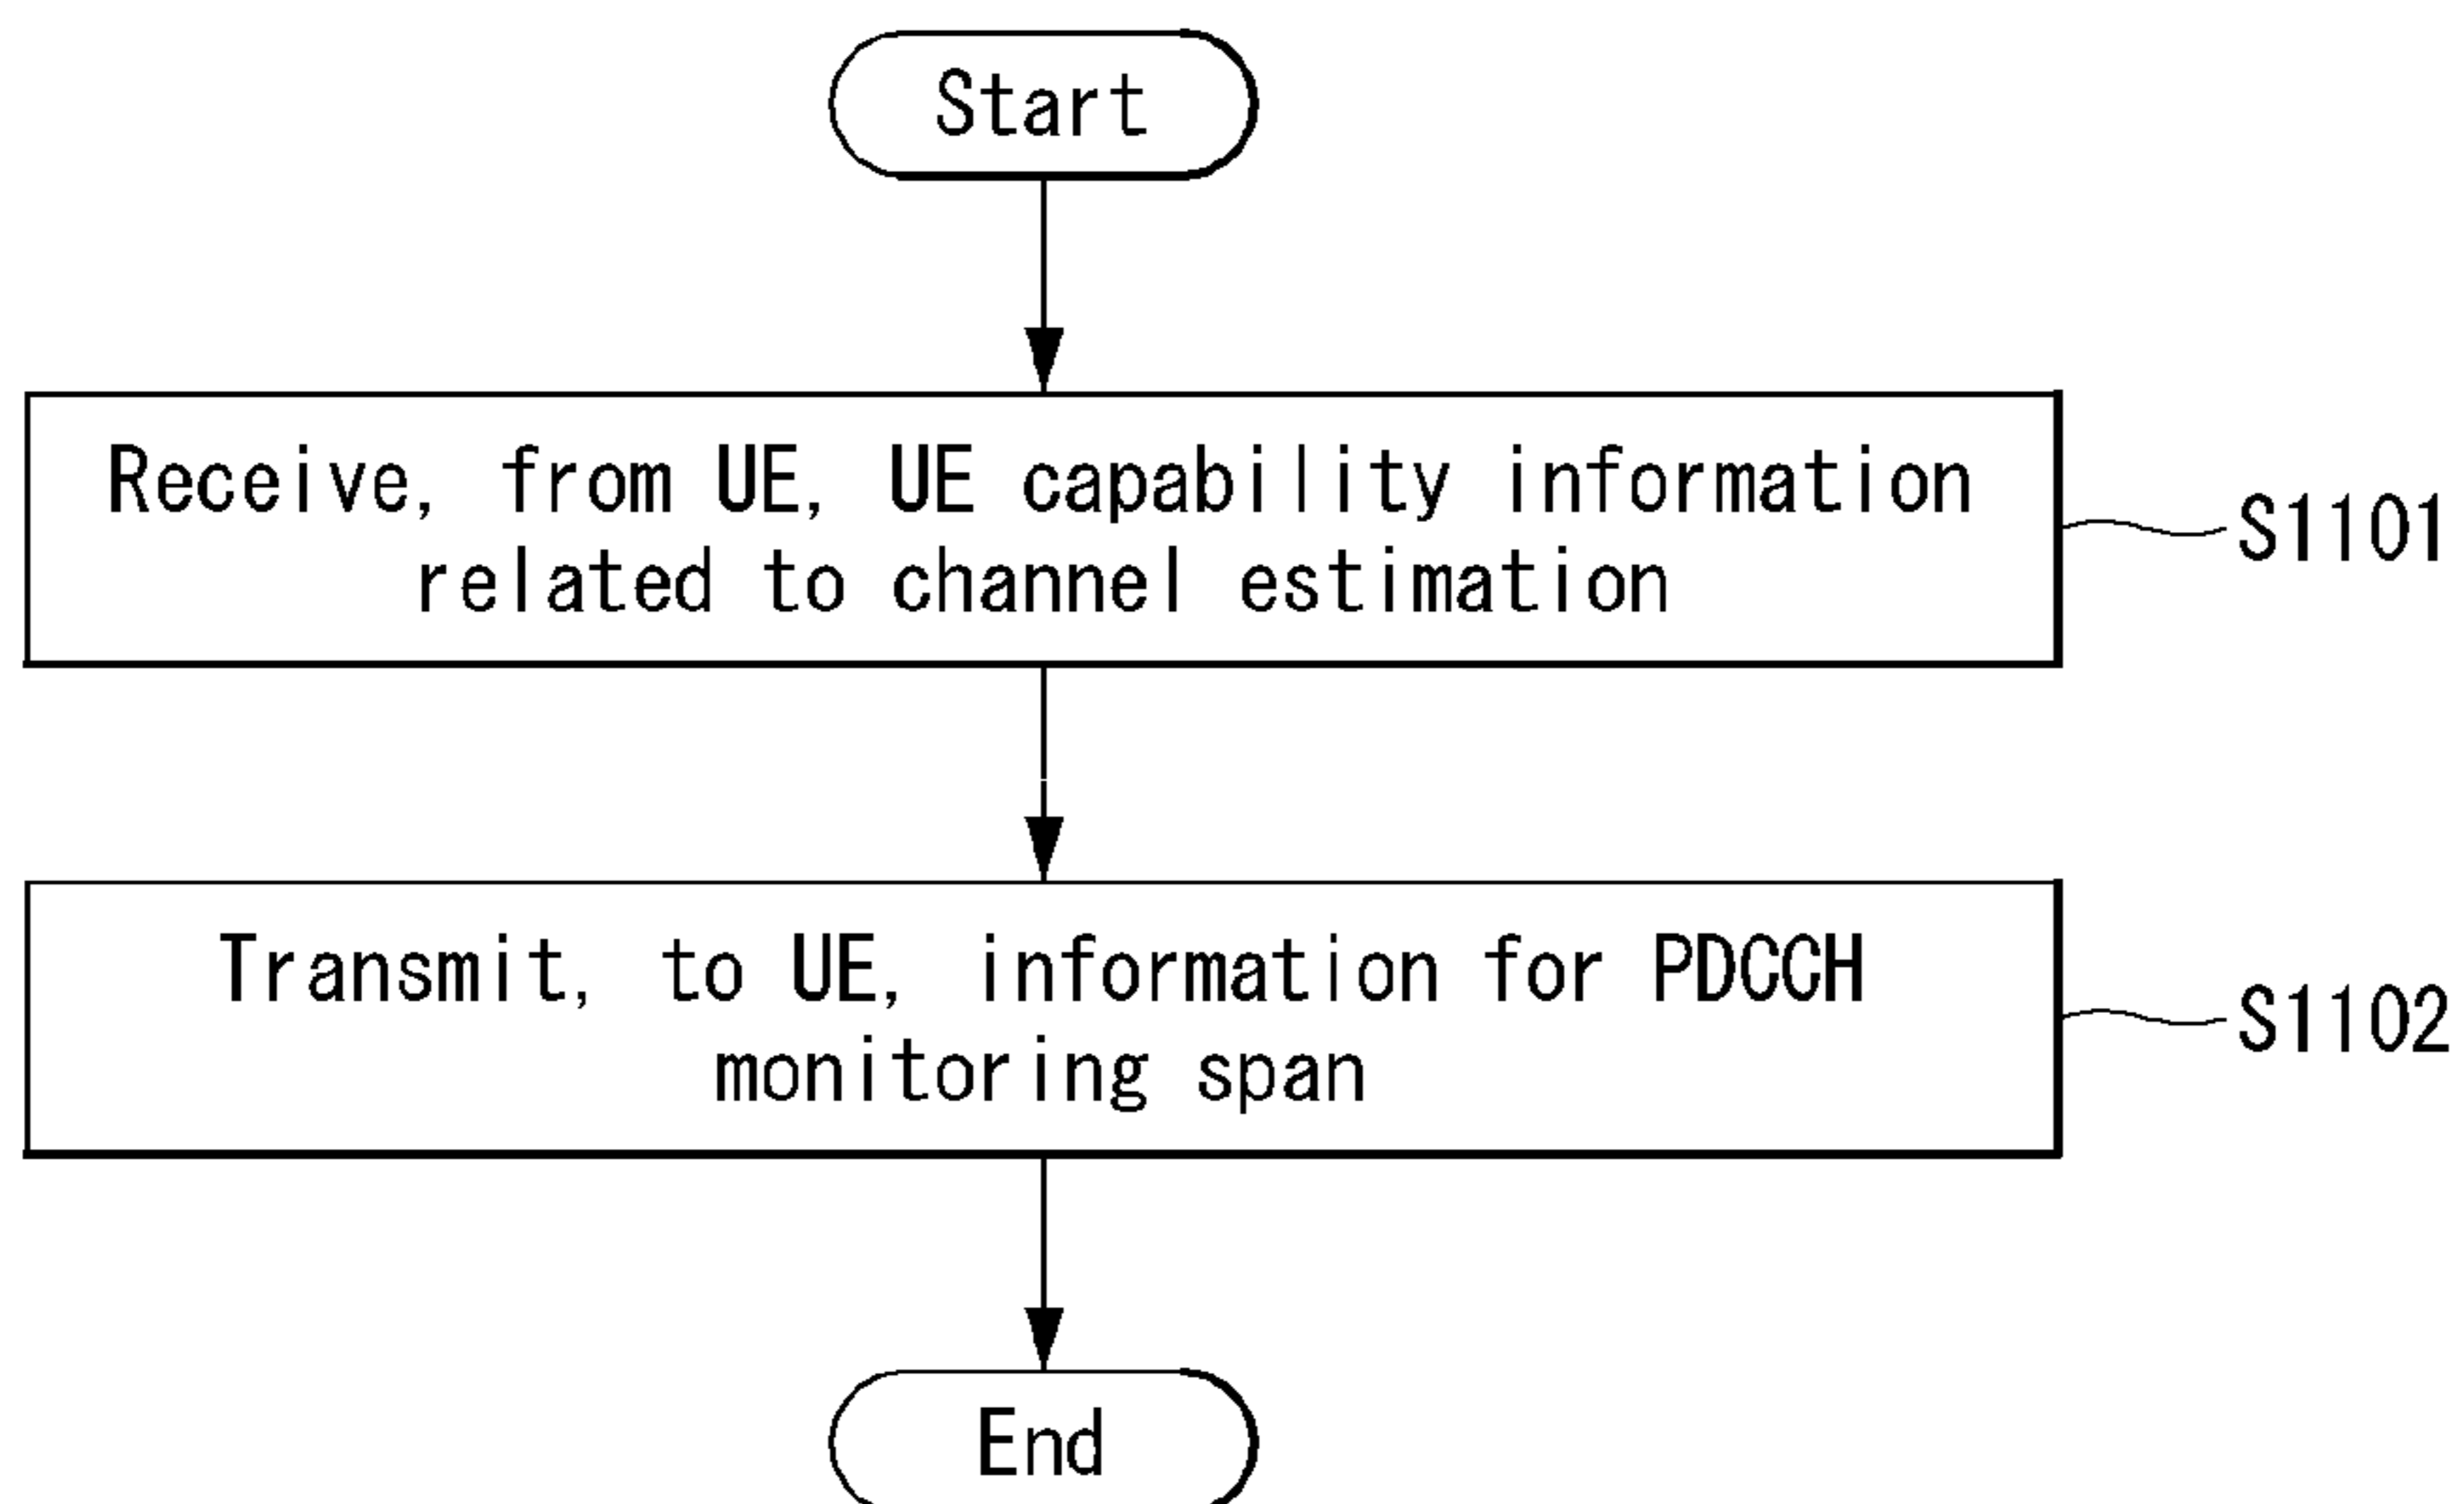 Start
Receive, from UE, UE capability information
related to channel estimation
S1101
Transmit, to UE, information for PDCCH
monitoring span
S1102
End